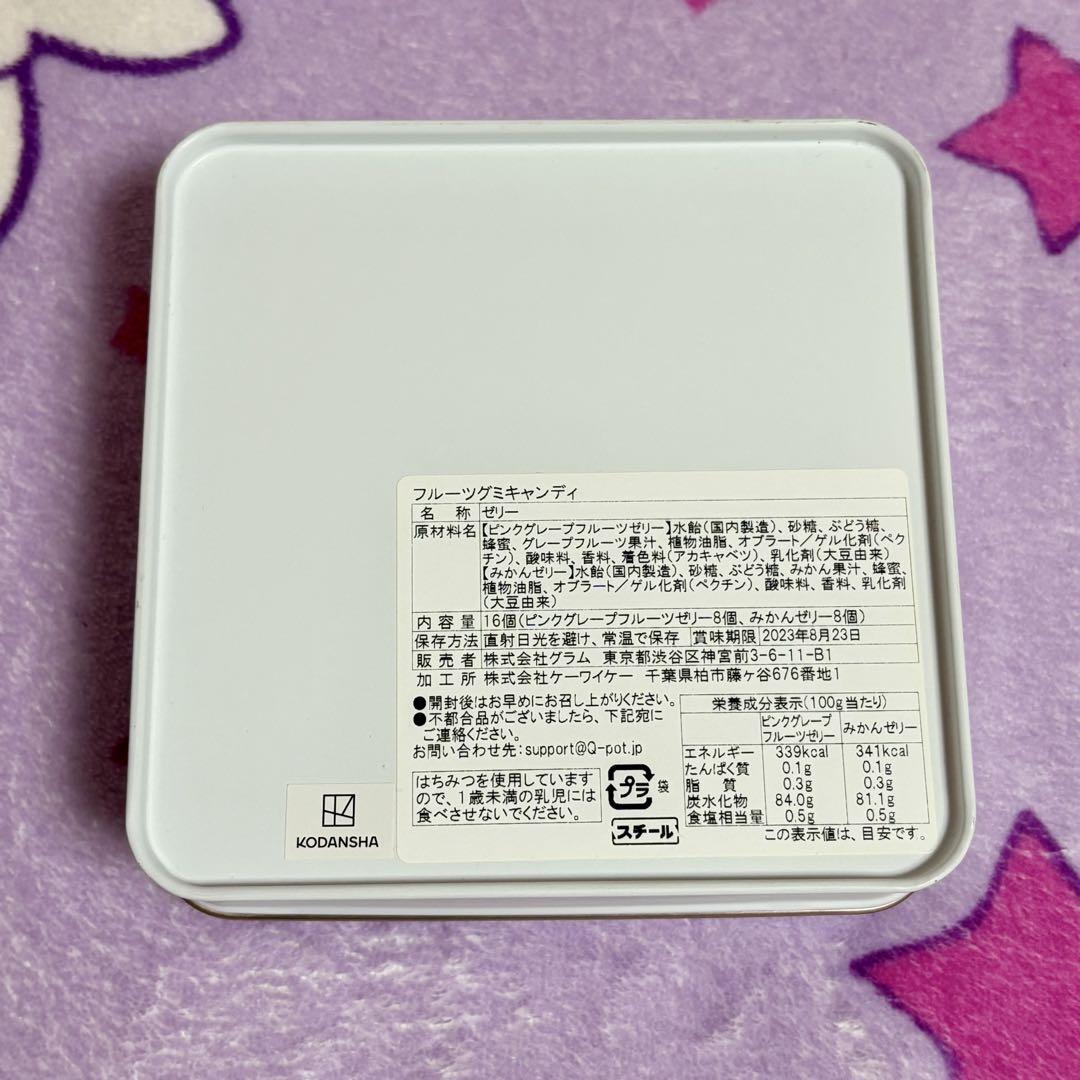 フルーツグミキャンディ
名 称 ゼリー
原材料名 【ピンクグレープフルーツゼリー】水飴(国内製造)、砂糖、ぶどう糖、
蜂蜜、グレープフルーツ果汁、植物油脂、オブラート/ゲル化剤(ペク
チン)、酸味料、香料、着色料(アカキャベツ)、乳化剤(大豆由来)
【みかんゼリー】水飴(国内製造)、砂糖、ぶどう糖、みかん果汁、蜂蜜、
植物油脂、オブラート/ゲル化剤(ペクチン)、酸味料、香料、乳化剤
(大豆由来)
内 容 量 16個(ピンクグレープフルーツゼリー8個、みかんゼリー8個)
保存方法 直射日光を避け、常温で保存 賞味期限 2023年8月23日
販 売 者 株式会社グラム 東京都渋谷区神宮前3-6-11-B1
加 工 所 株式会社ケーワイケー 千葉県柏市藤ヶ谷676番地1
●開封後はお早めにお召し上がりください。
●不都合品がございましたら、下記宛に
ご連絡ください。
お問い合わせ先:support@Q-pot.jp
はちみつを使用しています
ので、1歳未満の乳児には
食べさせないでください。
プラ 袋
スチール
栄養成分表示(100g当たり)
ピンクグレープ
フルーツゼリー みかんゼリー
エネルギー 339kcal 341kcal
たんぱく質 0.1g 0.1g
脂 質 0.3g 0.3g
炭水化物 84.0g 81.1g
食塩相当量 0.5g 0.5g
この表示値は、目安です。
KODANSHA